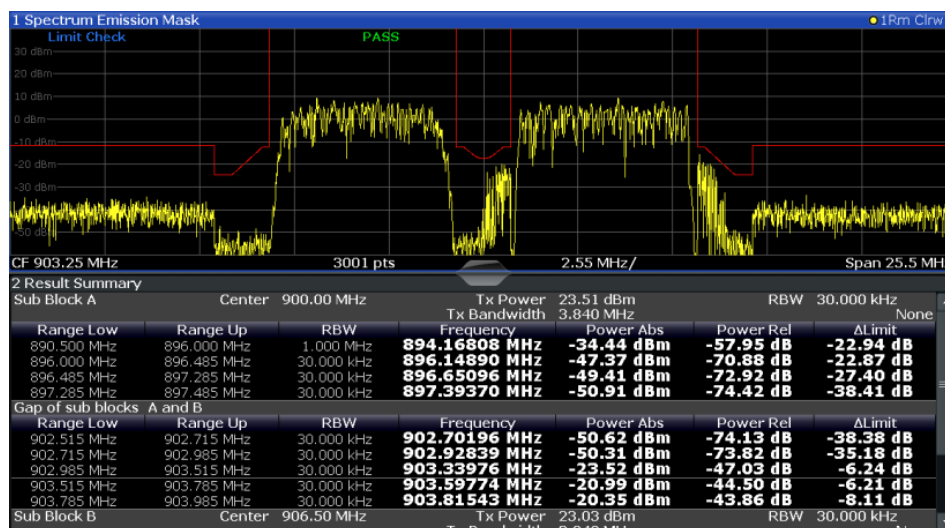 1 Spectrum Emission Mask 1Rm Clrw
Limit Check PASS
30 dBm
20 dBm
10 dBm
0 dBm
-10 dBm
-20 dBm
-30 dBm
-50 dBm
CF 903.25 MHz 3001 pts 2.55 MHz/ Span 25.5 MH
2 Result Summary
Sub Block A Center 900.00 MHz Tx Power 23.51 dBm RBW 30.000 kHz
Tx Bandwidth 3.840 MHz None
Range Low Range Up RBW Frequency Power Abs Power Rel ΔLimit
890.500 MHz 896.000 MHz 1.000 MHz 894.16808 MHz -34.44 dBm -57.95 dB -22.94 dB
896.000 MHz 896.485 MHz 30.000 kHz 896.14890 MHz -47.37 dBm -70.88 dB -22.87 dB
896.485 MHz 897.285 MHz 30.000 kHz 896.65096 MHz -49.41 dBm -72.92 dB -27.40 dB
897.285 MHz 897.485 MHz 30.000 kHz 897.39370 MHz -50.91 dBm -74.42 dB -38.41 dB
Gap of sub blocks A and B
Range Low Range Up RBW Frequency Power Abs Power Rel ΔLimit
902.515 MHz 902.715 MHz 30.000 kHz 902.70196 MHz -50.62 dBm -74.13 dB -38.38 dB
902.715 MHz 902.985 MHz 30.000 kHz 902.92839 MHz -50.31 dBm -73.82 dB -35.18 dB
902.985 MHz 903.515 MHz 30.000 kHz 903.33976 MHz -23.52 dBm -47.03 dB -6.24 dB
903.515 MHz 903.785 MHz 30.000 kHz 903.59774 MHz -20.99 dBm -44.50 dB -6.21 dB
903.785 MHz 903.985 MHz 30.000 kHz 903.81543 MHz -20.35 dBm -43.86 dB -8.11 dB
Sub Block B Center 906.50 MHz Tx Power 23.03 dBm RBW 30.000 kHz